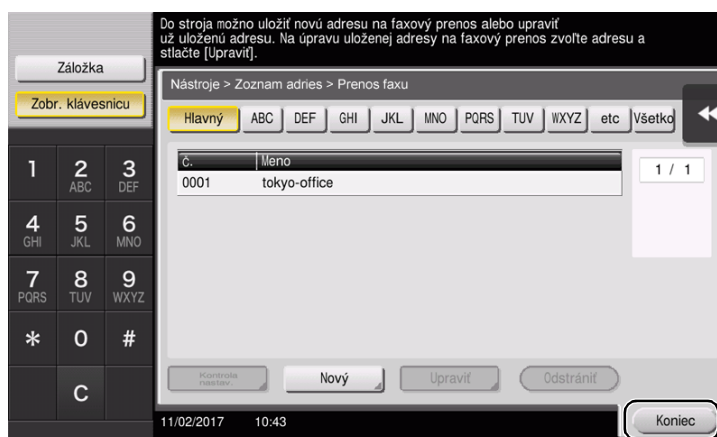 Do stroja možno uložiť novú adresu na faxový prenos alebo upraviť
už uloženú adresu. Na úpravu uloženej adresy na faxový prenos zvoľte adresu a
stlačte [Upraviť].
Záložka
Zobr. klávesnicu
Nástroje > Zoznam adries > Prenos faxu
Hlavný ABC DEF GHI JKL MNO PQRS TUV WXYZ etc Všetko
č. Meno
0001 tokyo-office
1 / 1
1 2 3
ABC DEF
4 5 6
GHI JKL MNO
7 8 9
PQRS TUV WXYZ
* 0 #
C
Kontrola
nastav.
Nový Upraviť Odstrániť
11/02/2017 10:43
Koniec